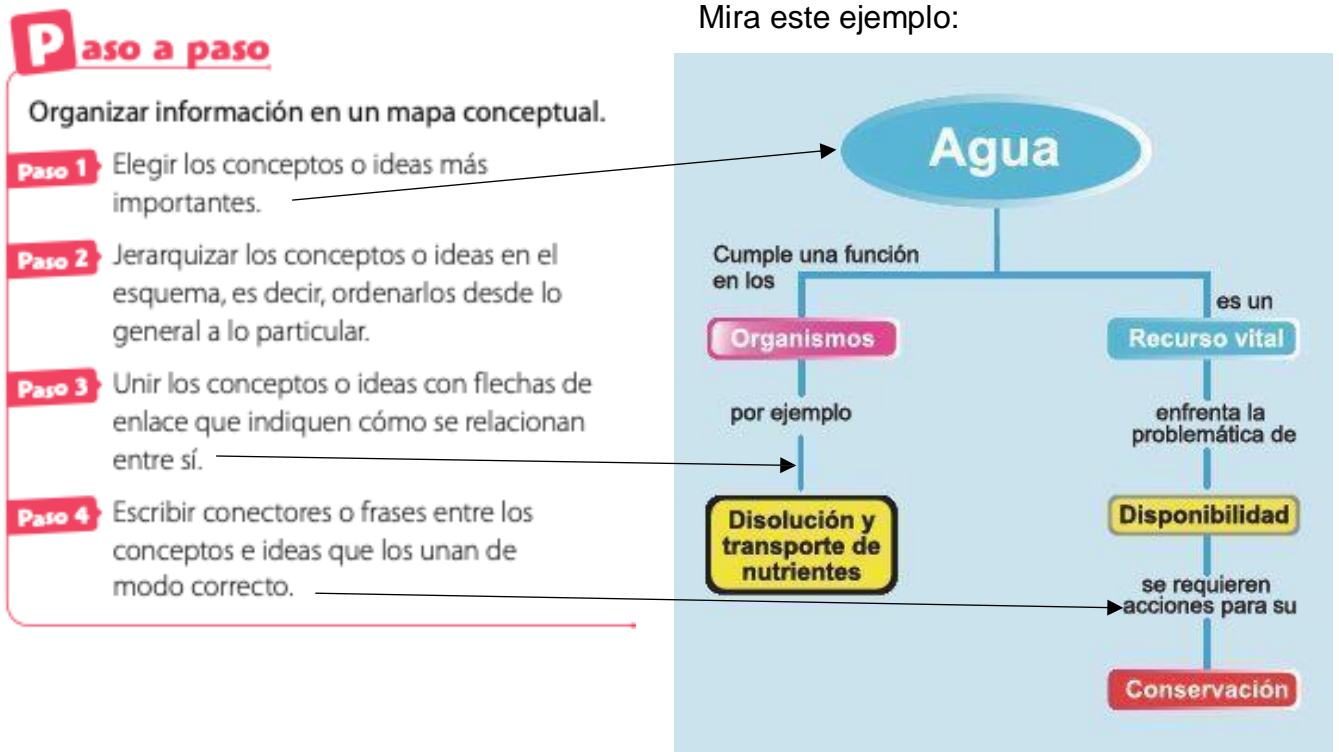 Paso a paso
Organizar información en un mapa conceptual.
Paso 1 Elegir los conceptos o ideas más
importantes.
Paso 2 Jerarquizar los conceptos o ideas en el
esquema, es decir, ordenarlos desde lo
general a lo particular.
Paso 3 Unir los conceptos o ideas con flechas de
enlace que indiquen cómo se relacionan
entre sí.
Paso 4 Escribir conectores o frases entre los
conceptos e ideas que los unan de
modo correcto.
Mira este ejemplo:
Agua
Cumple una función
en los
Organismos
por ejemplo
Disolución y
transporte de
nutrientes
es un
Recurso vital
enfrenta la
problemática de
Disponibilidad
se requieren
acciones para su
Conservación